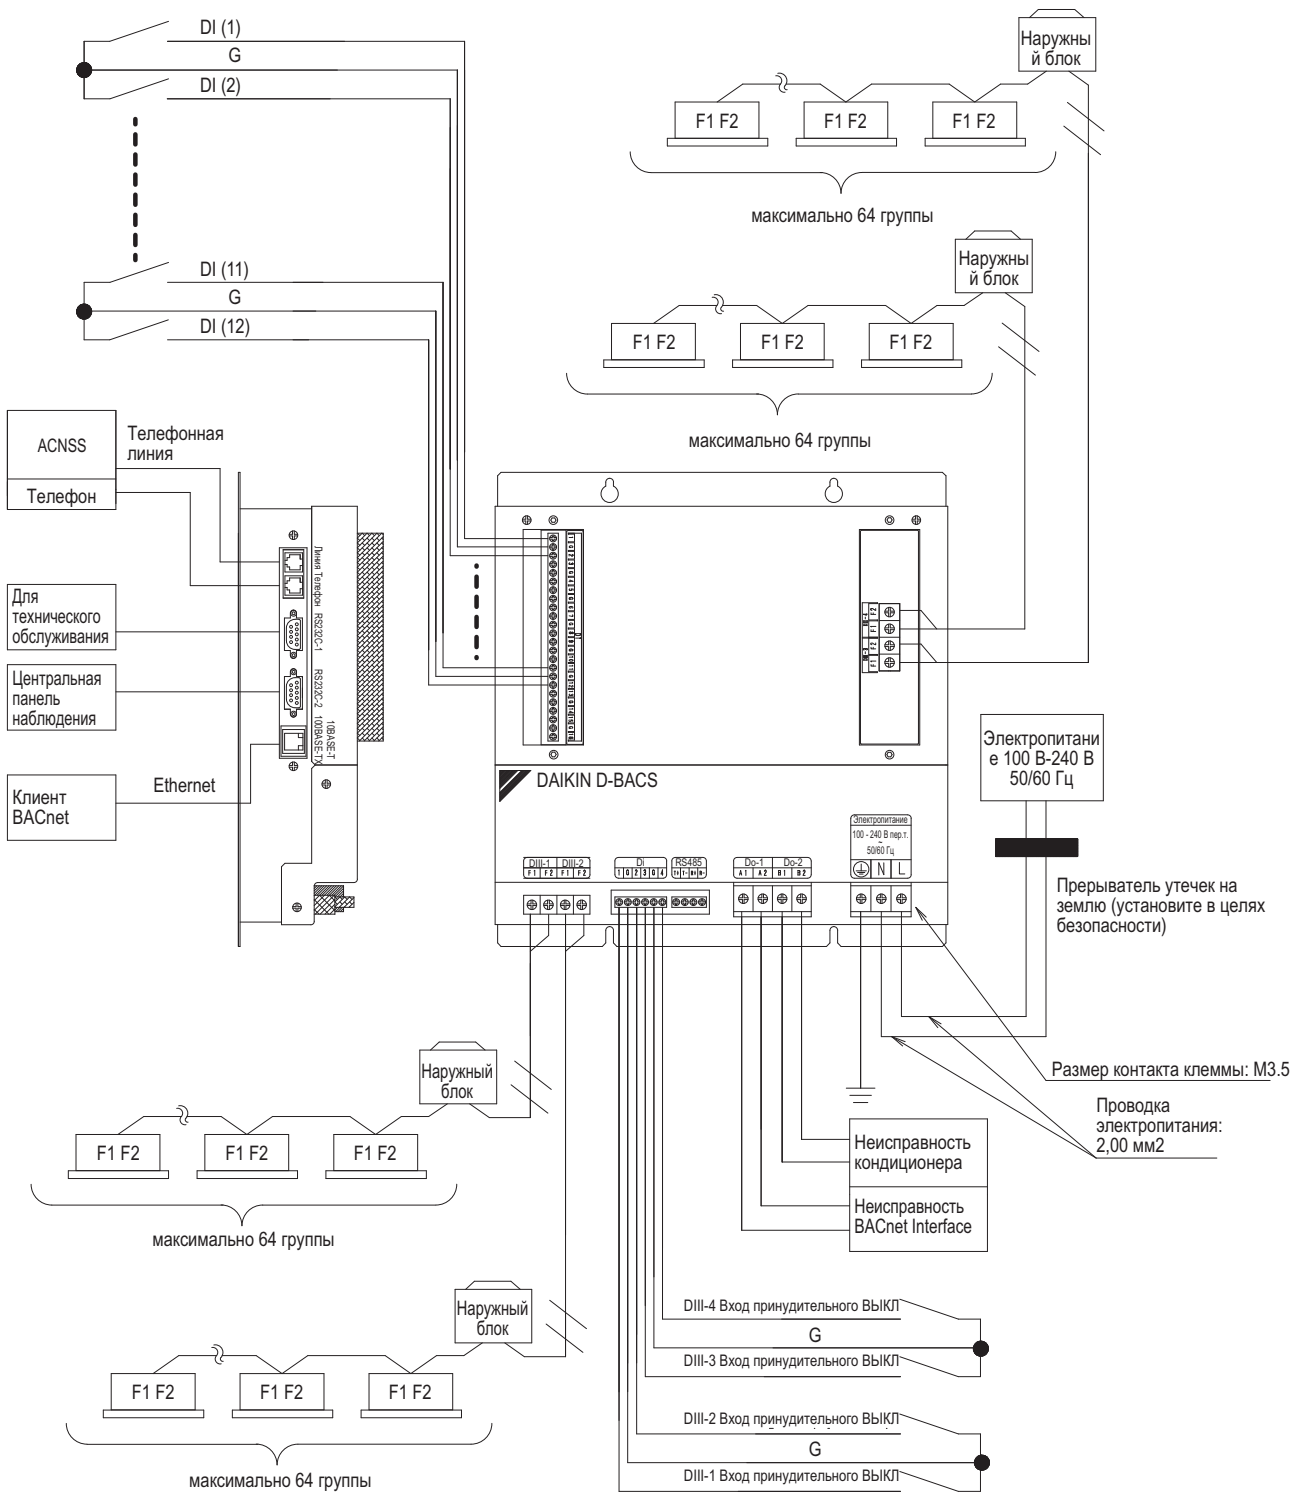 DI (1)
G
DI (2)
DI (11)
G
DI (12)
Наружны
й блок
F1 F2
F1 F2
F1 F2
максимально 64 группы
Наружны
й блок
F1 F2
F1 F2
F1 F2
максимально 64 группы
ACNSS
Телефон
Телефонная
линия
Для
технического
обслуживания
Центральная
панель
наблюдения
Клиент
BACnet
Ethernet
Линия Телефон
RS232C-1
RS232C-2
10BASE-T
100BASE-TX
F2
F1
F2
F1
DAIKIN D-BACS
DIII-1 DIII-2
F1 F2 F1 F2
Di
1 G 2 3 G 4
RS485
Do-1 Do-2
A1 A2 B1 B2
Электропитание
100 - 240 В пер.т.
~
50/60 Гц
N L
Электропитани
е 100 В-240 В
50/60 Гц
Прерыватель утечек на
землю (установите в целях
безопасности)
Размер контакта клеммы: M3.5
Проводка
электропитания:
2,00 мм2
Наружный
блок
F1 F2
F1 F2
F1 F2
максимально 64 группы
Неисправность
кондиционера
Неисправность
BACnet Interface
Наружный
блок
F1 F2
F1 F2
F1 F2
максимально 64 группы
DIII-4 Вход принудительного ВЫКЛ
G
DIII-3 Вход принудительного ВЫКЛ
DIII-2 Вход принудительного ВЫКЛ
G
DIII-1 Вход принудительного ВЫКЛ